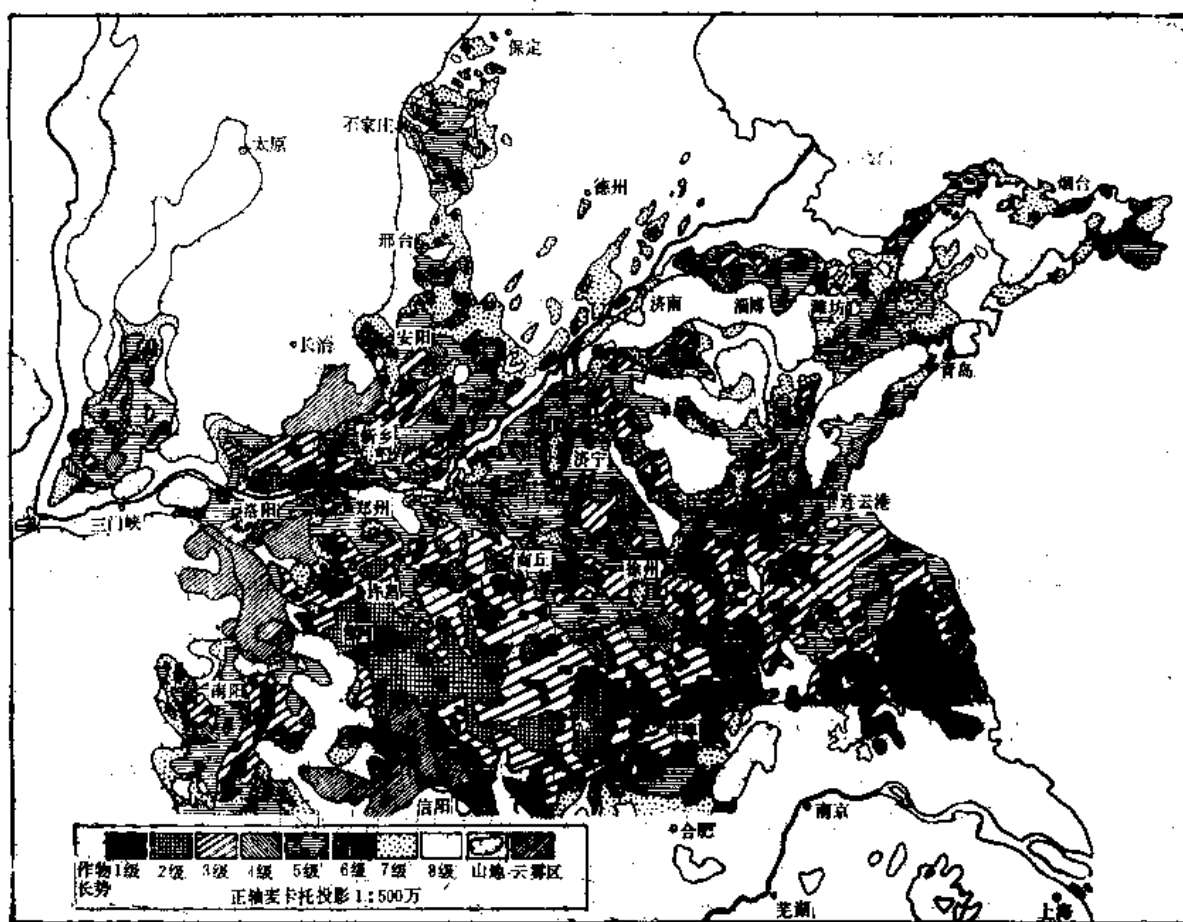 保定
石家庄
太原
德州
烟台
邢台
济南
淄博
潍坊
长治
安阳
青岛
新乡
济宁
洛阳
郑州
连云港
三门峡
商丘
徐州
许昌
南阳
信阳
合肥
南京
作物 1级 2级 3级 4级 5级 6级 7级 8级 山地 云雾区
长势
正轴麦卡托投影 1:500万
芜湖
上海